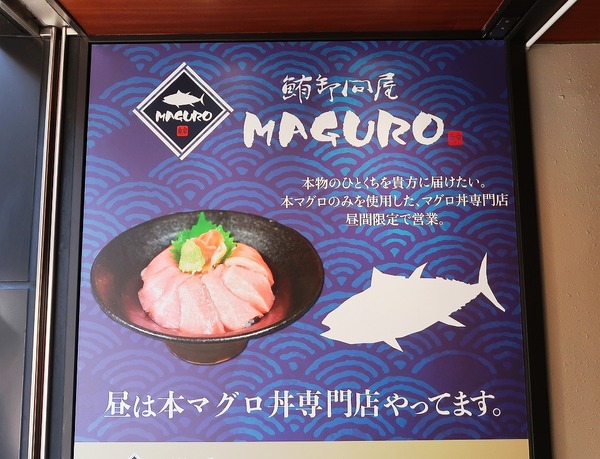 MAGURO
鮪卸問屋
MAGURO
本物のひとくちを貴方に届けたい。
本マグロのみを使用した、マグロ丼専門店
昼間限定で営業。
昼は本マグロ丼専門店やってます。